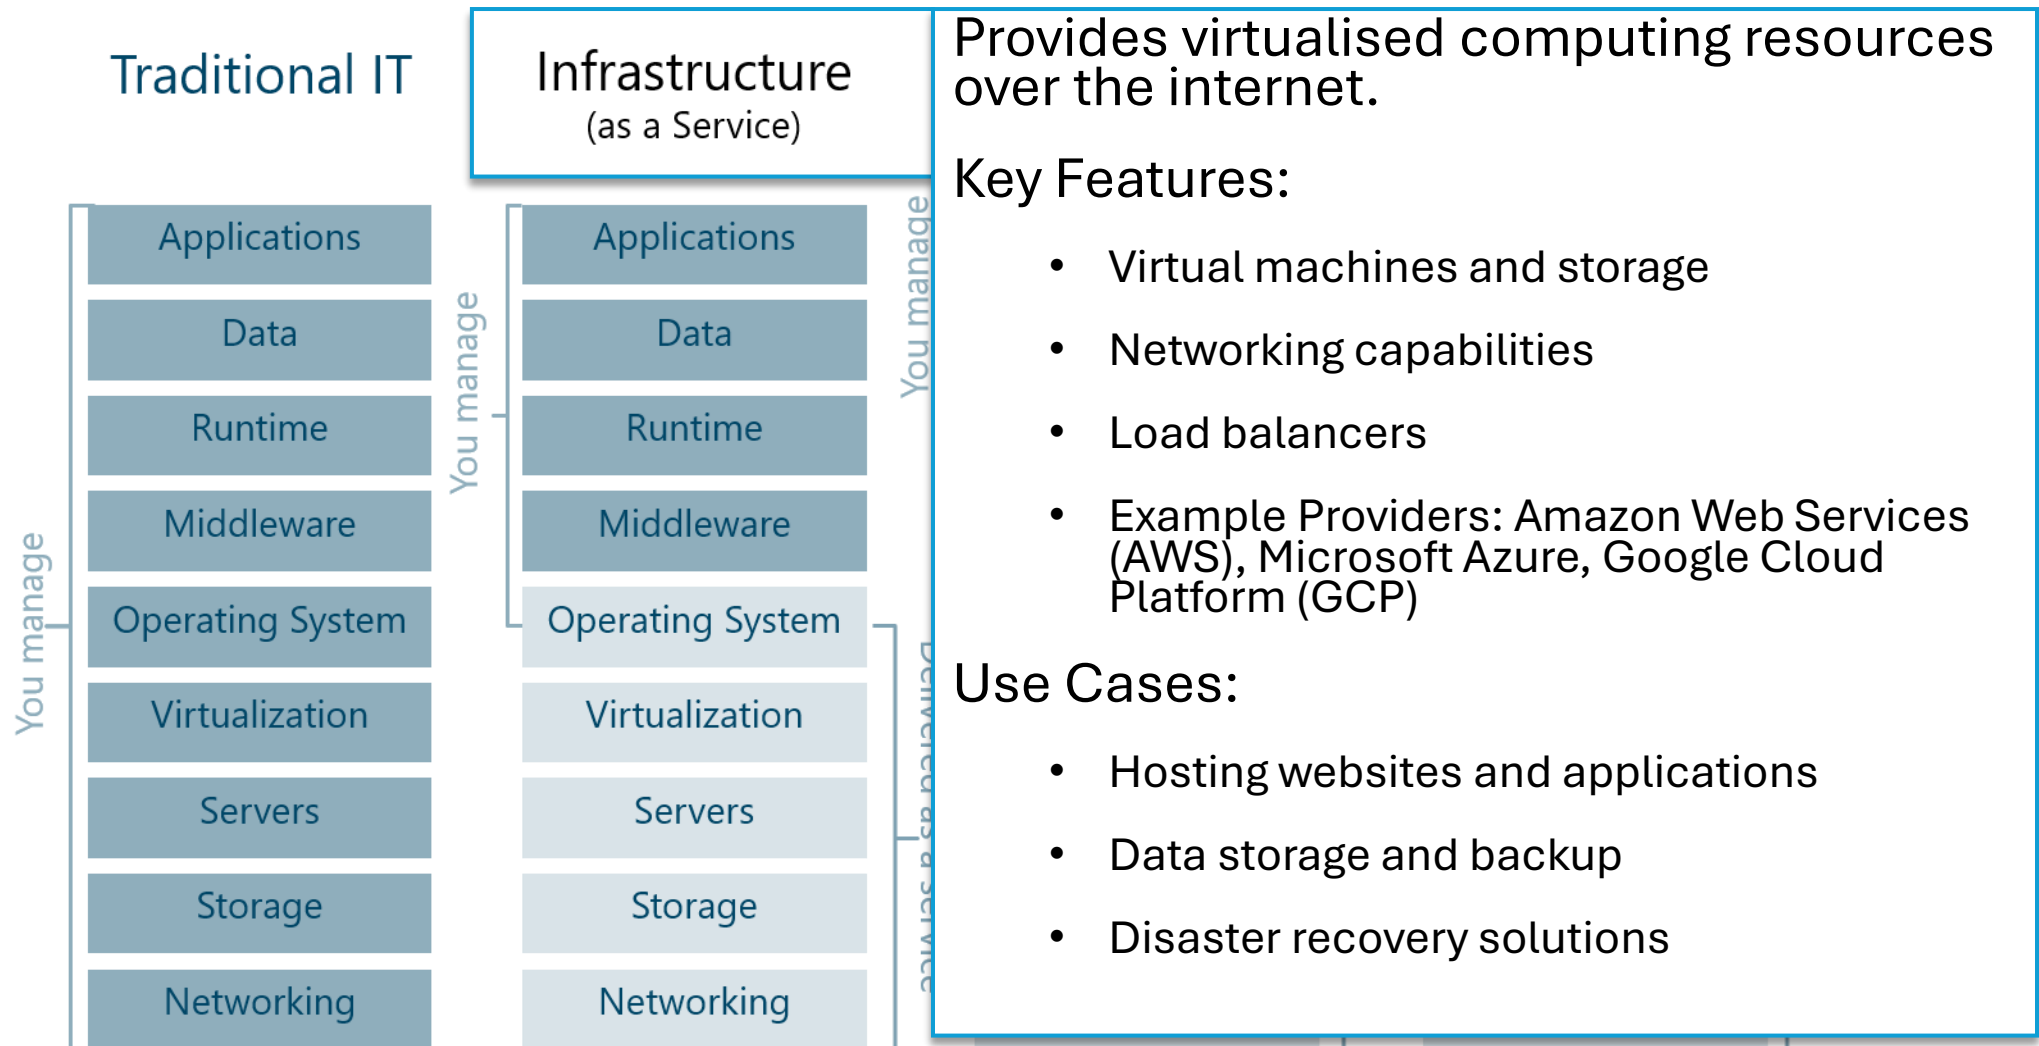 Traditional IT
Infrastructure
(as a Service)
You manage
Applications
Data
Runtime
Middleware
Operating System
Virtualization
Servers
Storage
Networking
You manage
Applications
Data
Runtime
Middleware
Operating System
Virtualization
Servers
Storage
Networking
You manage
Delivered as a service
Provides virtualised computing resources
over the internet.
Key Features:
• Virtual machines and storage
• Networking capabilities
• Load balancers
• Example Providers: Amazon Web Services
(AWS), Microsoft Azure, Google Cloud
Platform (GCP)
Use Cases:
• Hosting websites and applications
• Data storage and backup
• Disaster recovery solutions